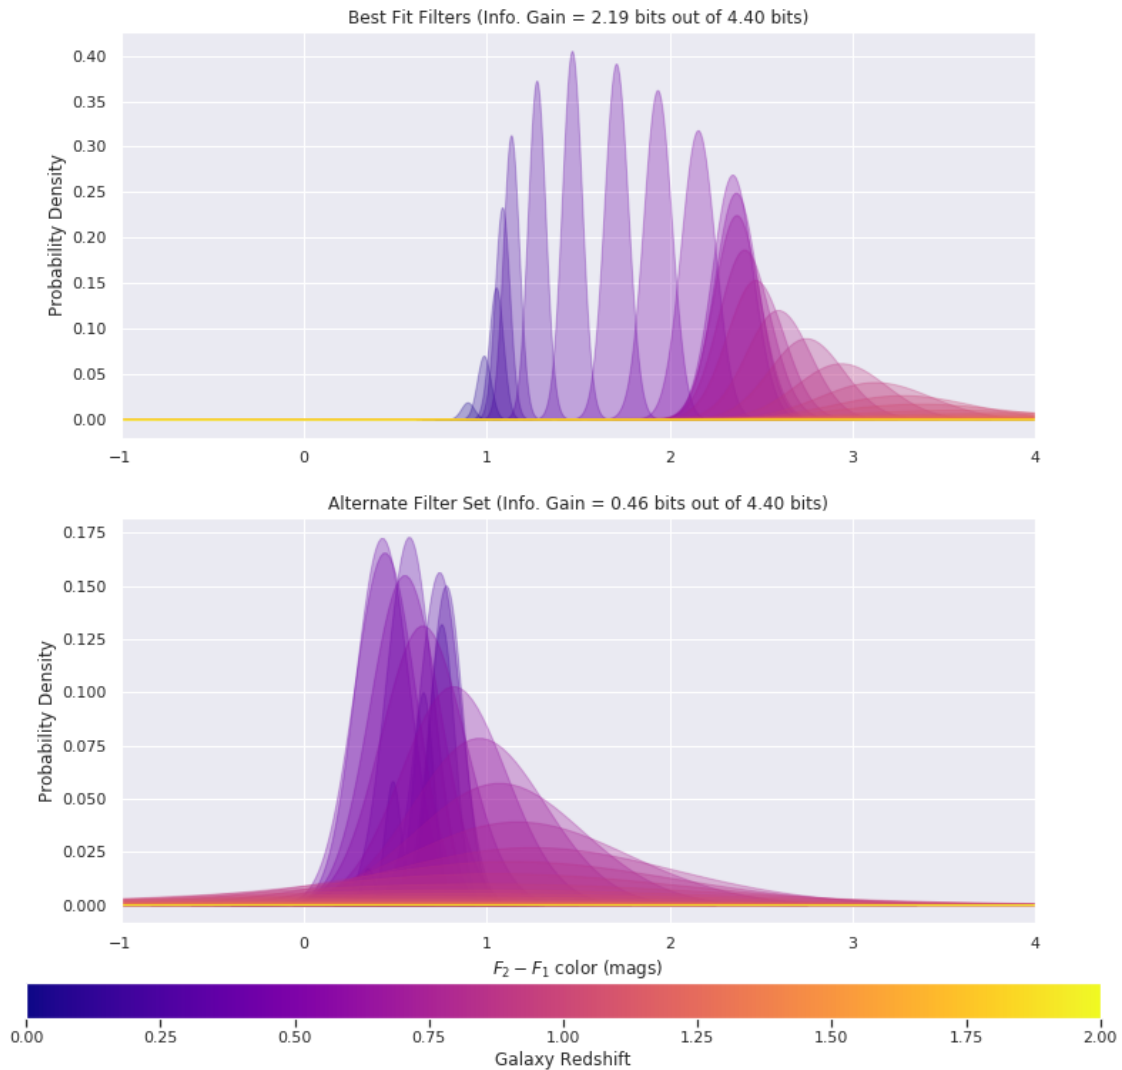 Best Fit Filters (Info. Gain = 2.19 bits out of 4.40 bits)
0.40
0.35
0.30
0.25
0.20
0.15
0.10
0.05
0.00
Probability Density
−1 0 1 2 3 4
Alternate Filter Set (Info. Gain = 0.46 bits out of 4.40 bits)
0.175
0.150
0.125
0.100
0.075
0.050
0.025
0.000
Probability Density
−1 0 1 2 3 4
F₂ − F₁ color (mags)
0.00 0.25 0.50 0.75 1.00 1.25 1.50 1.75 2.00
Galaxy Redshift